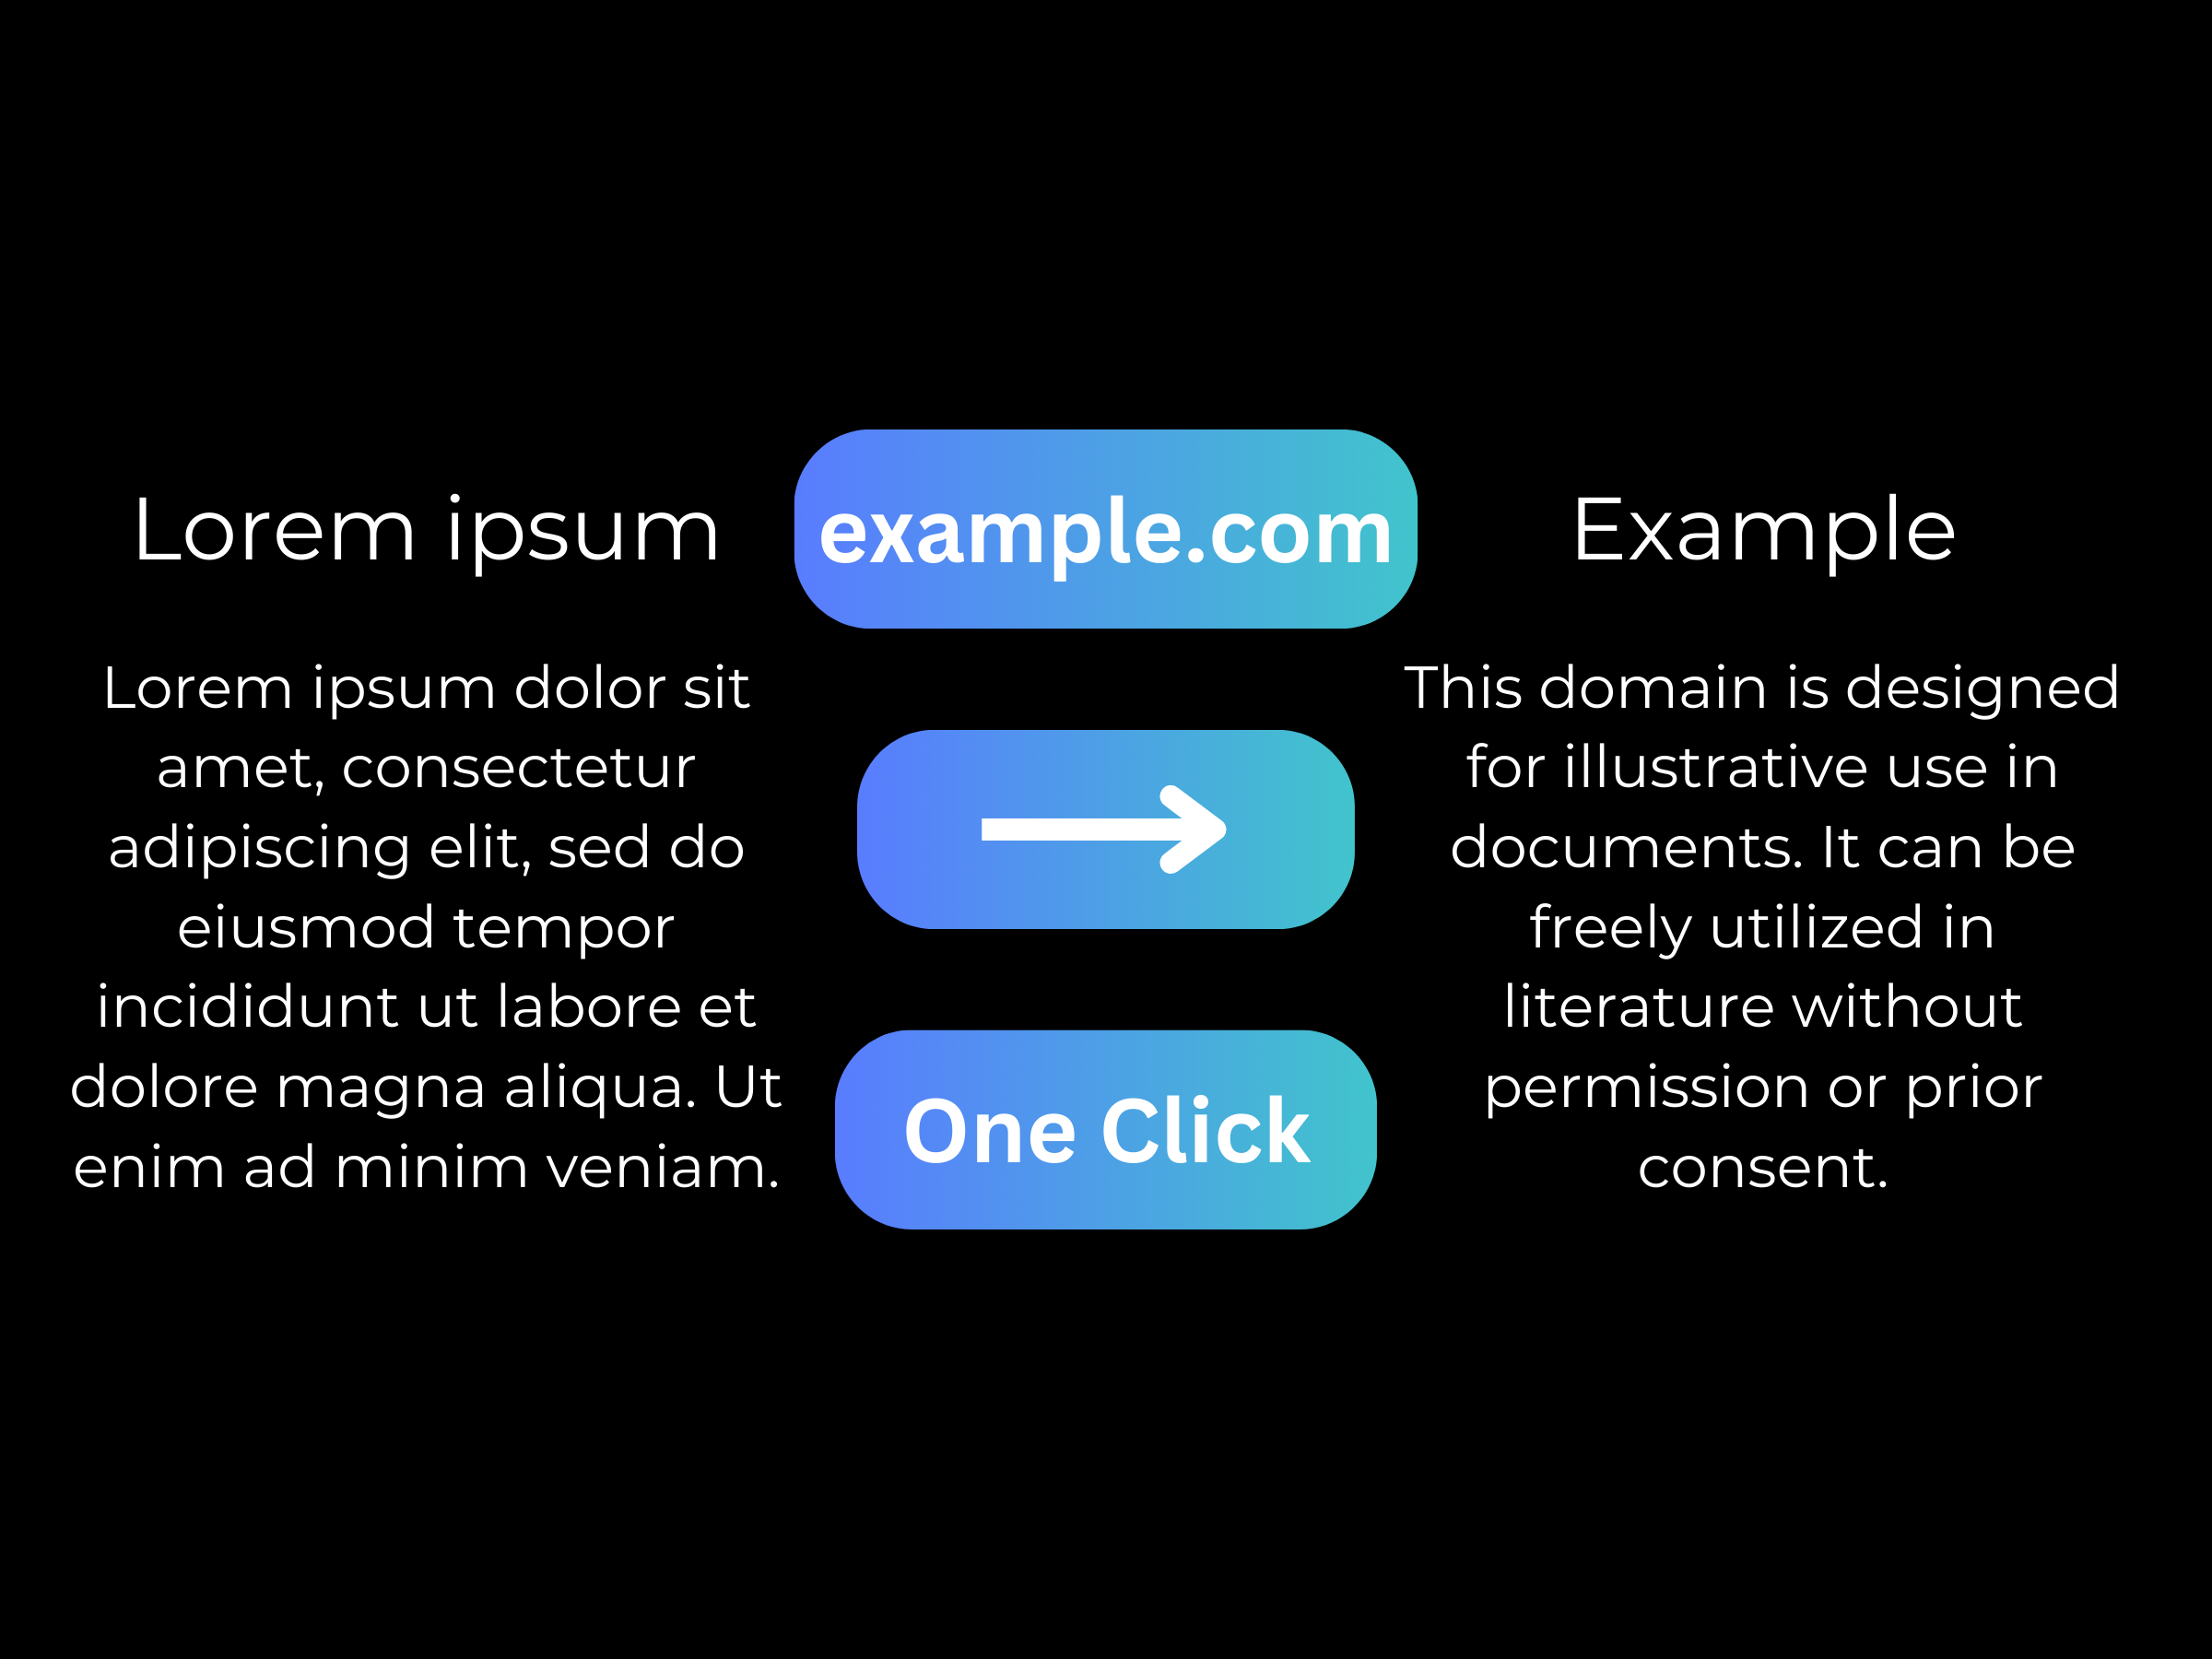 Lorem ipsum
Lorem ipsum dolor sit
amet, consectetur
adipiscing elit, sed do
eiusmod tempor
incididunt ut labore et
dolore magna aliqua. Ut
enim ad minim veniam.
example.com
One Click
Example
This domain is designed
for illustrative use in
documents. It can be
freely utilized in
literature without
permission or prior
consent.